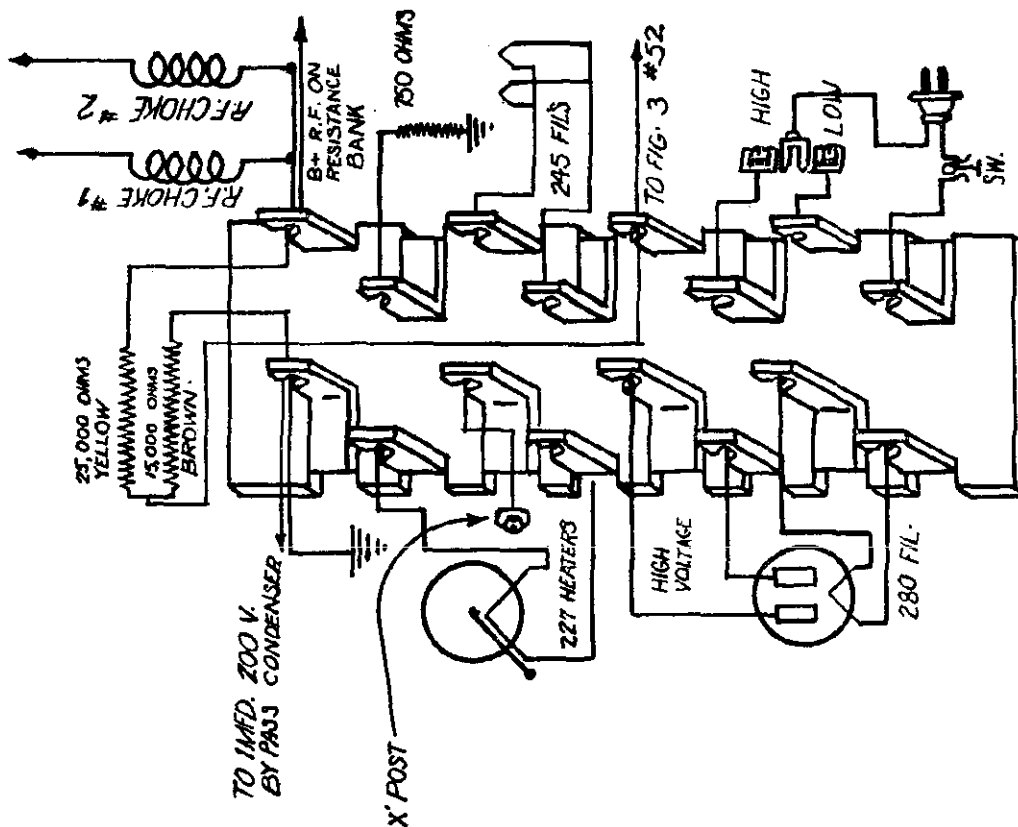 R.F. CHOKE #2
R.F. CHOKE #1
B+ R.F. ON
RESISTANCE
BANK
750 OHMS
245 FILS
TO FIG. 3 #52
HIGH
LOW
SW.
25,000 OHMS
YELLOW
15,000 OHMS
BROWN.
TO 1 MFD. 200 V.
BY PASS CONDENSER
X' POST
227 HEATERS
HIGH
VOLTAGE
280 FIL.